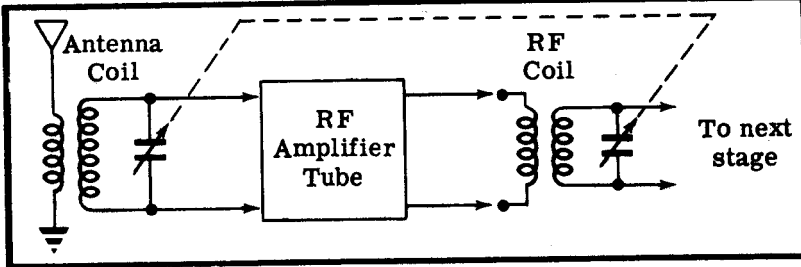 Antenna
Coil
RF
Amplifier
Tube
RF
Coil
To next
stage